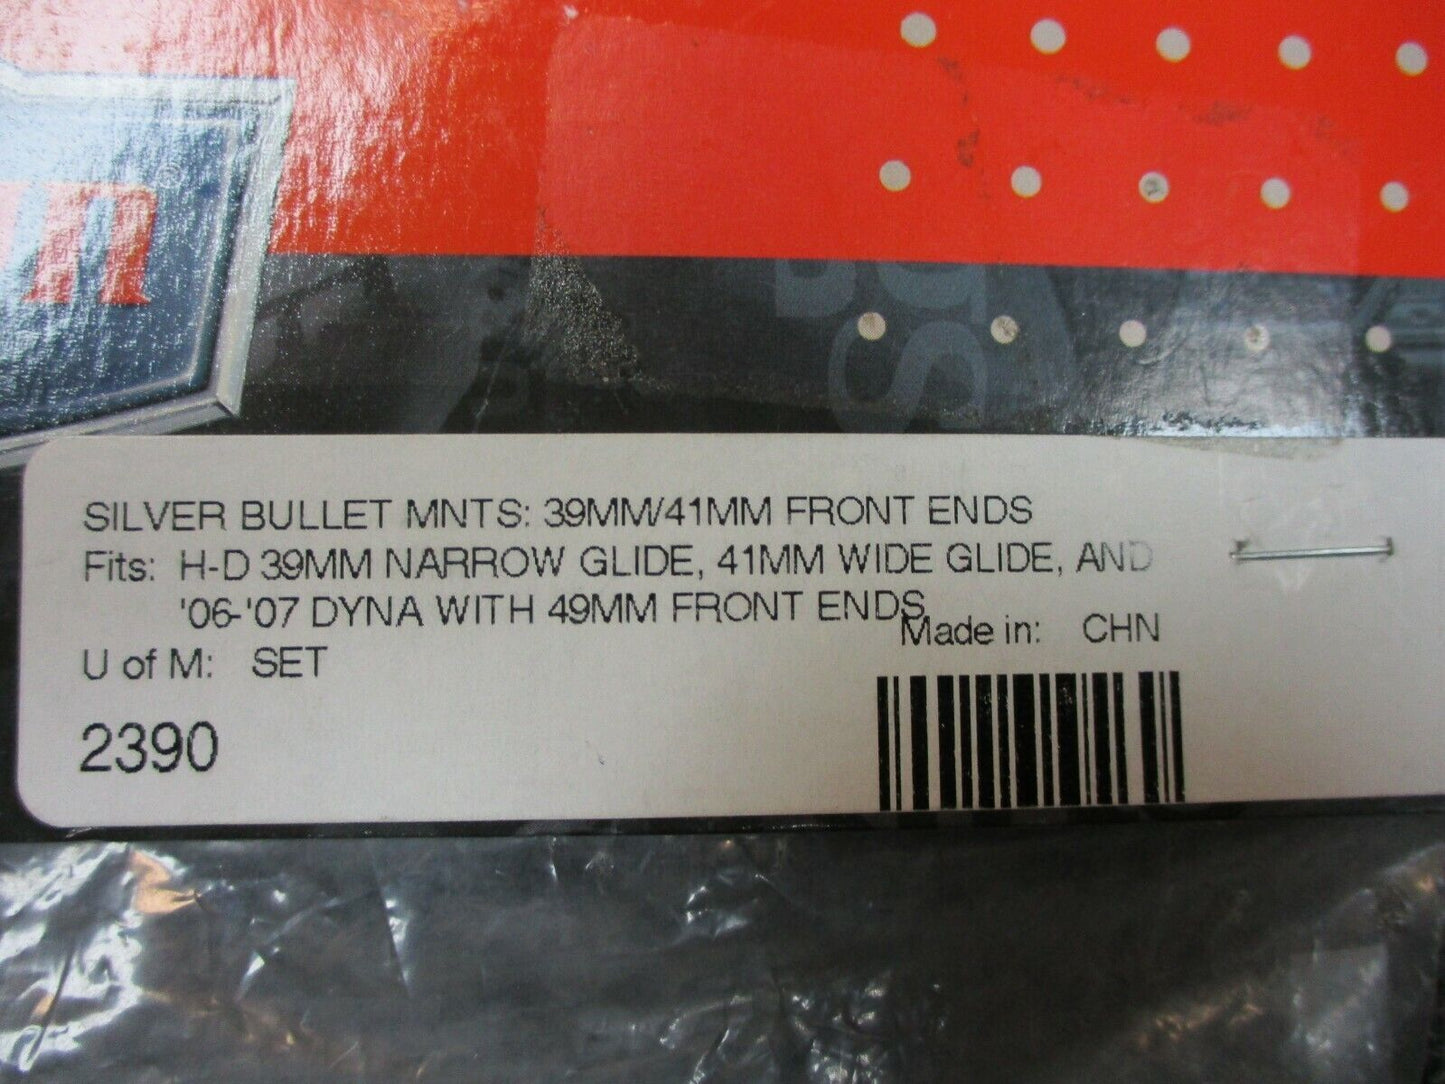 n®
SILVER BULLET MNTS: 39MM/41MM FRONT ENDS
Fits: H-D 39MM NARROW GLIDE, 41MM WIDE GLIDE, AND
'06-'07 DYNA WITH 49MM FRONT ENDS
Made in: CHN
U of M: SET
2390